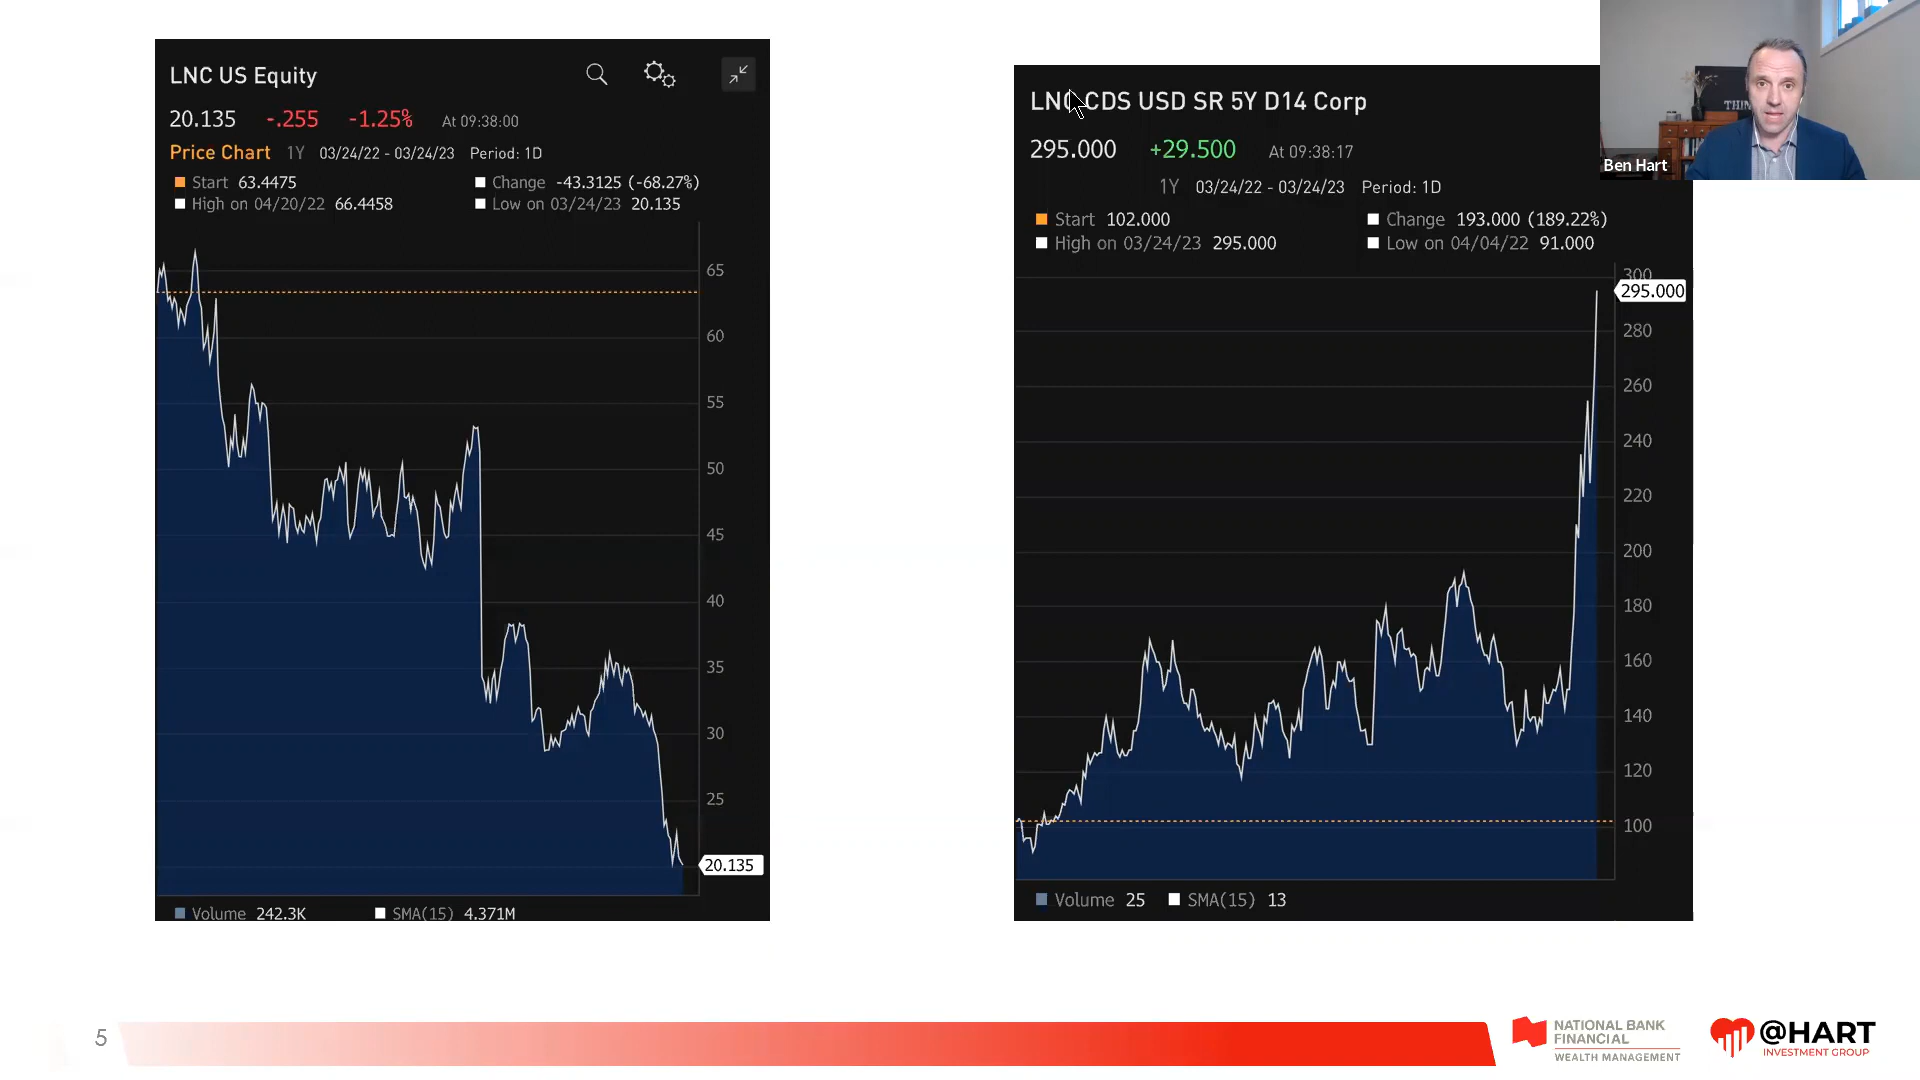 LNC US Equity
20.135 -.255 -1.25% At 09:38:00
Price Chart 1Y 03/24/22 - 03/24/23 Period: 1D
Start 63.4475 Change -43.3125 (-68.27%)
High on 04/20/22 66.4458 Low on 03/24/23 20.135
65
60
55
50
45
40
35
30
25
20.135
Volume 242.3K SMA(15) 4.371M
LNC CDS USD SR 5Y D14 Corp
295.000 +29.500 At 09:38:17
1Y 03/24/22 - 03/24/23 Period: 1D
Start 102.000 Change 193.000 (189.22%)
High on 03/24/23 295.000 Low on 04/04/22 91.000
300
295.000
280
260
240
220
200
180
160
140
120
100
Volume 25 SMA(15) 13
Ben Hart
5
NATIONAL BANK
FINANCIAL
WEALTH MANAGEMENT
@HART
INVESTMENT GROUP